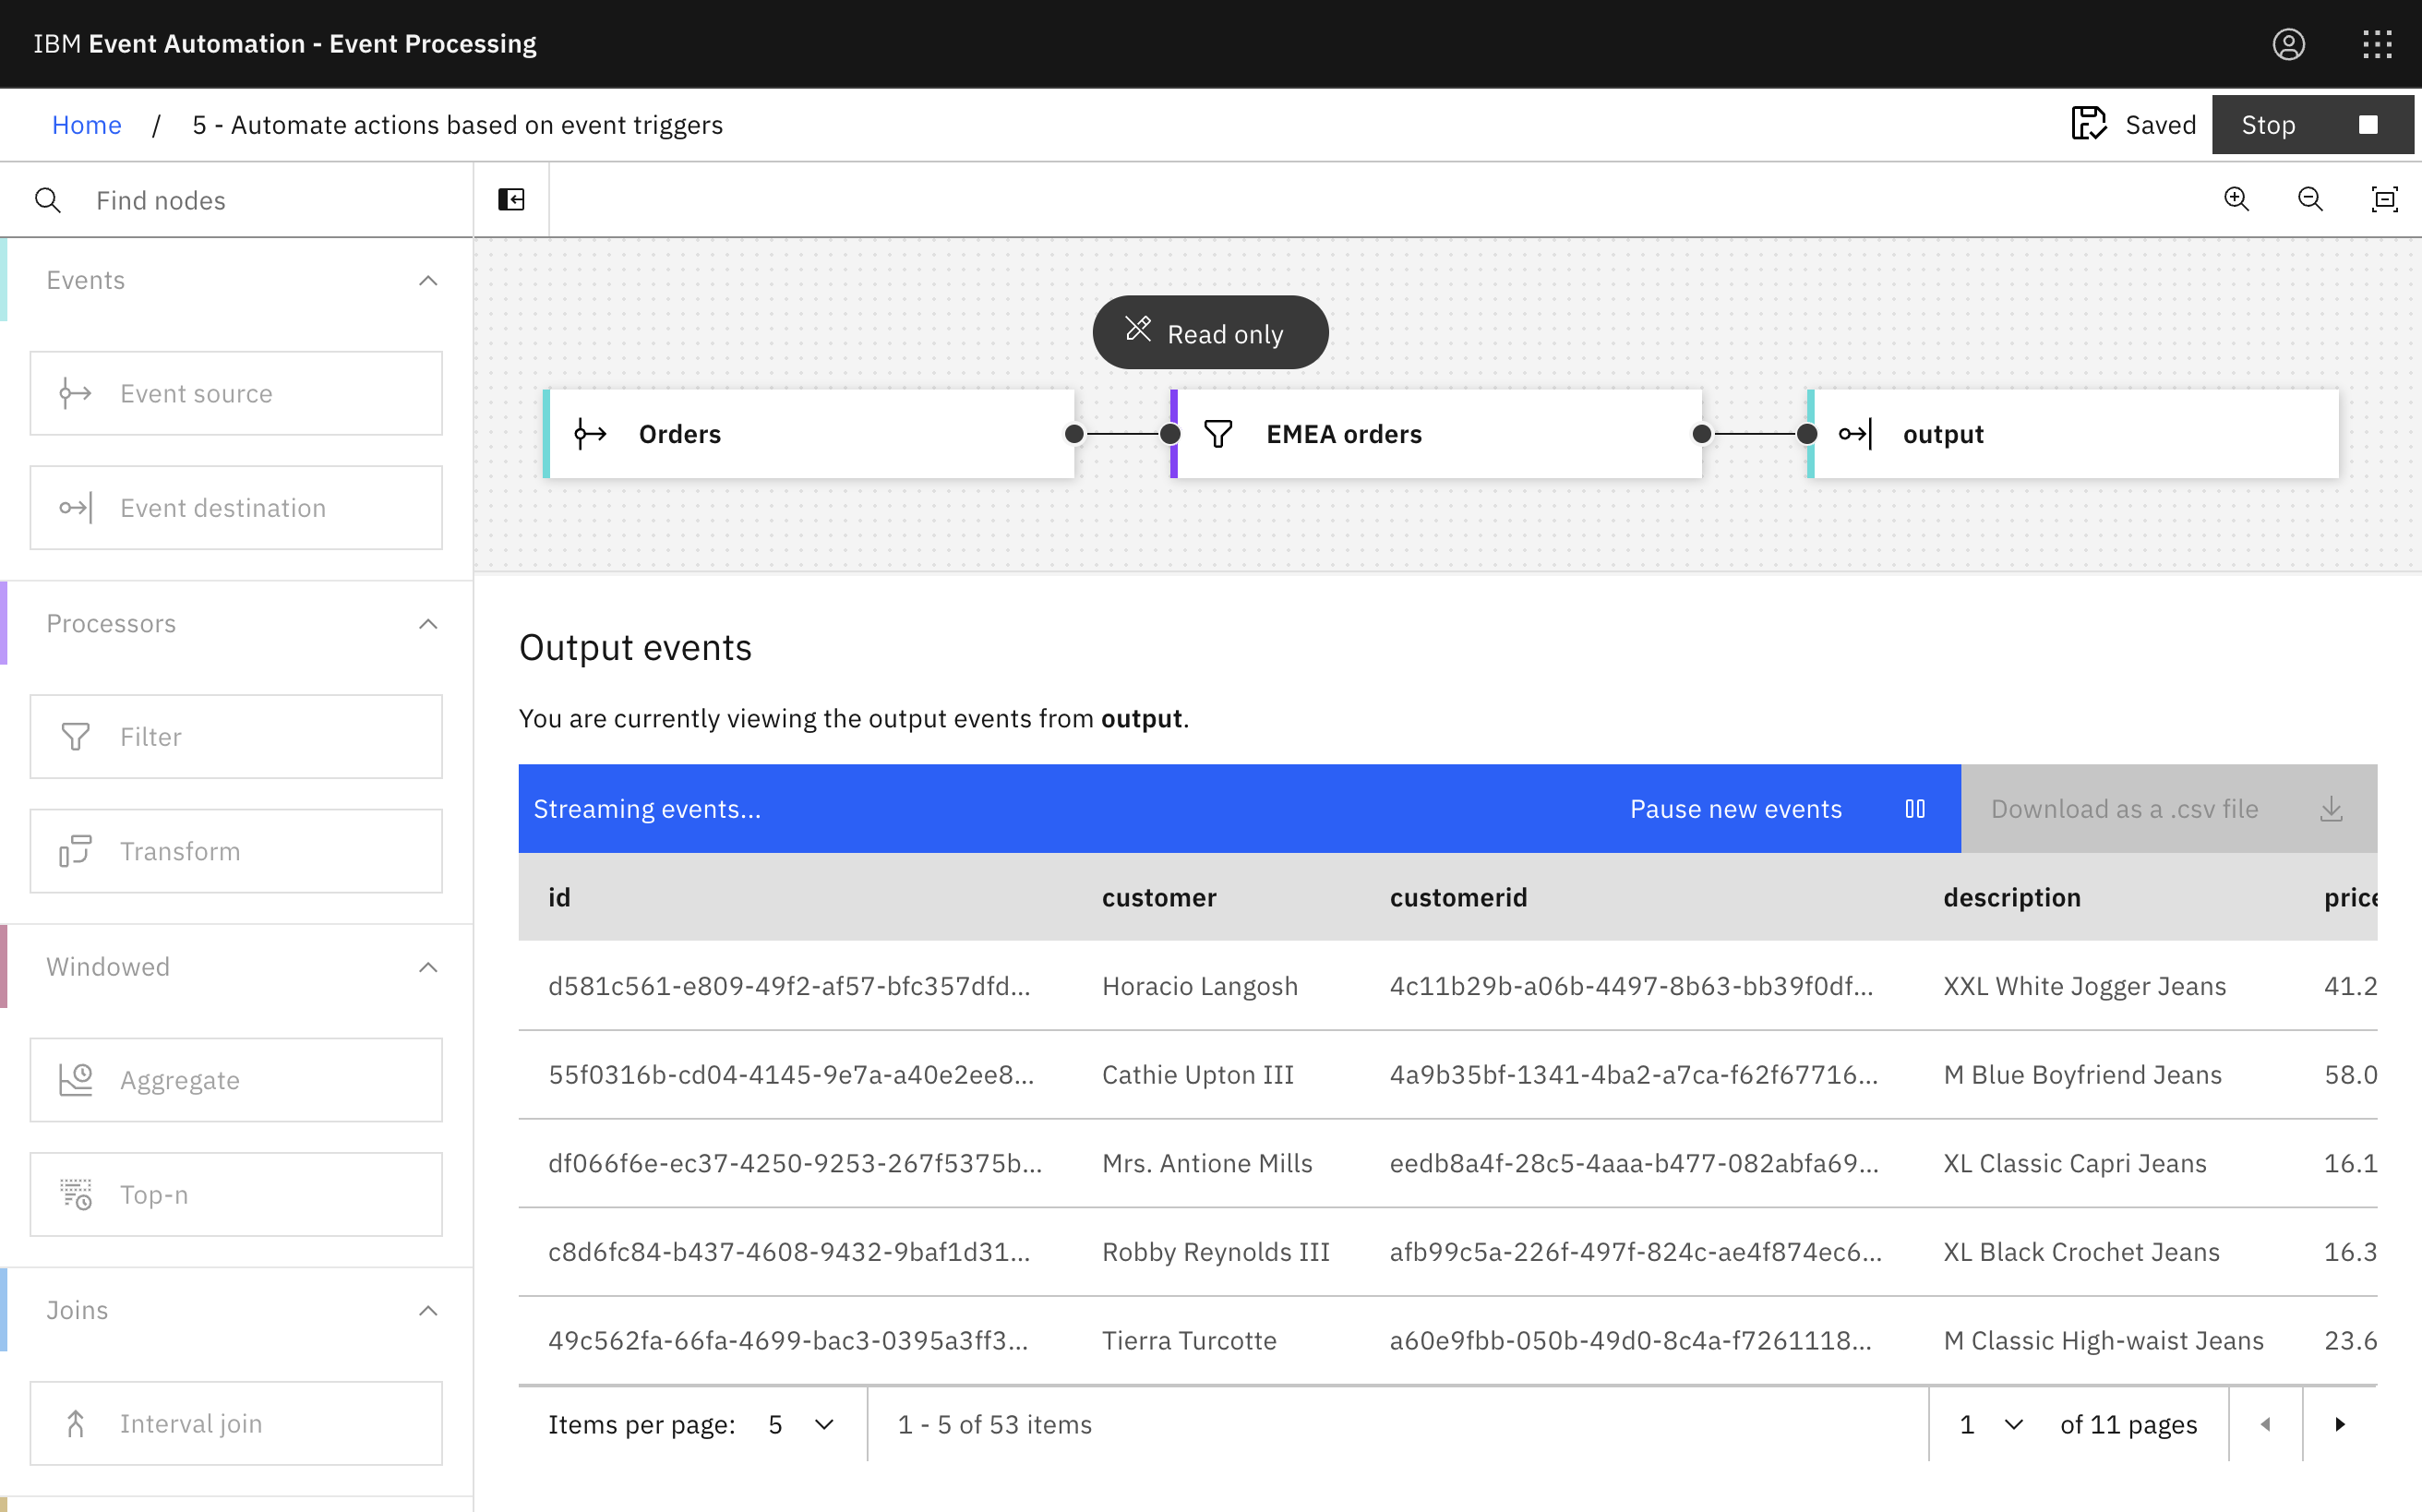 IBM Event Automation - Event Processing
Home / 5 - Automate actions based on event triggers
Saved
Stop
Find nodes
Events
Event source
Event destination
Processors
Filter
Transform
Windowed
Aggregate
Top-n
Joins
Interval join
Read only
Orders
EMEA orders
output
Output events
You are currently viewing the output events from output.
Streaming events...
Pause new events
Download as a .csv file
id customer customerid description price
d581c561-e809-49f2-af57-bfc357dfd... Horacio Langosh 4c11b29b-a06b-4497-8b63-bb39f0df... XXL White Jogger Jeans 41.2
55f0316b-cd04-4145-9e7a-a40e2ee8... Cathie Upton III 4a9b35bf-1341-4ba2-a7ca-f62f67716... M Blue Boyfriend Jeans 58.0
df066f6e-ec37-4250-9253-267f5375b... Mrs. Antione Mills eedb8a4f-28c5-4aaa-b477-082abfa69... XL Classic Capri Jeans 16.1
c8d6fc84-b437-4608-9432-9baf1d31... Robby Reynolds III afb99c5a-226f-497f-824c-ae4f874ec6... XL Black Crochet Jeans 16.3
49c562fa-66fa-4699-bac3-0395a3ff3... Tierra Turcotte a60e9fbb-050b-49d0-8c4a-f7261118... M Classic High-waist Jeans 23.6
Items per page: 5 1 - 5 of 53 items 1 of 11 pages